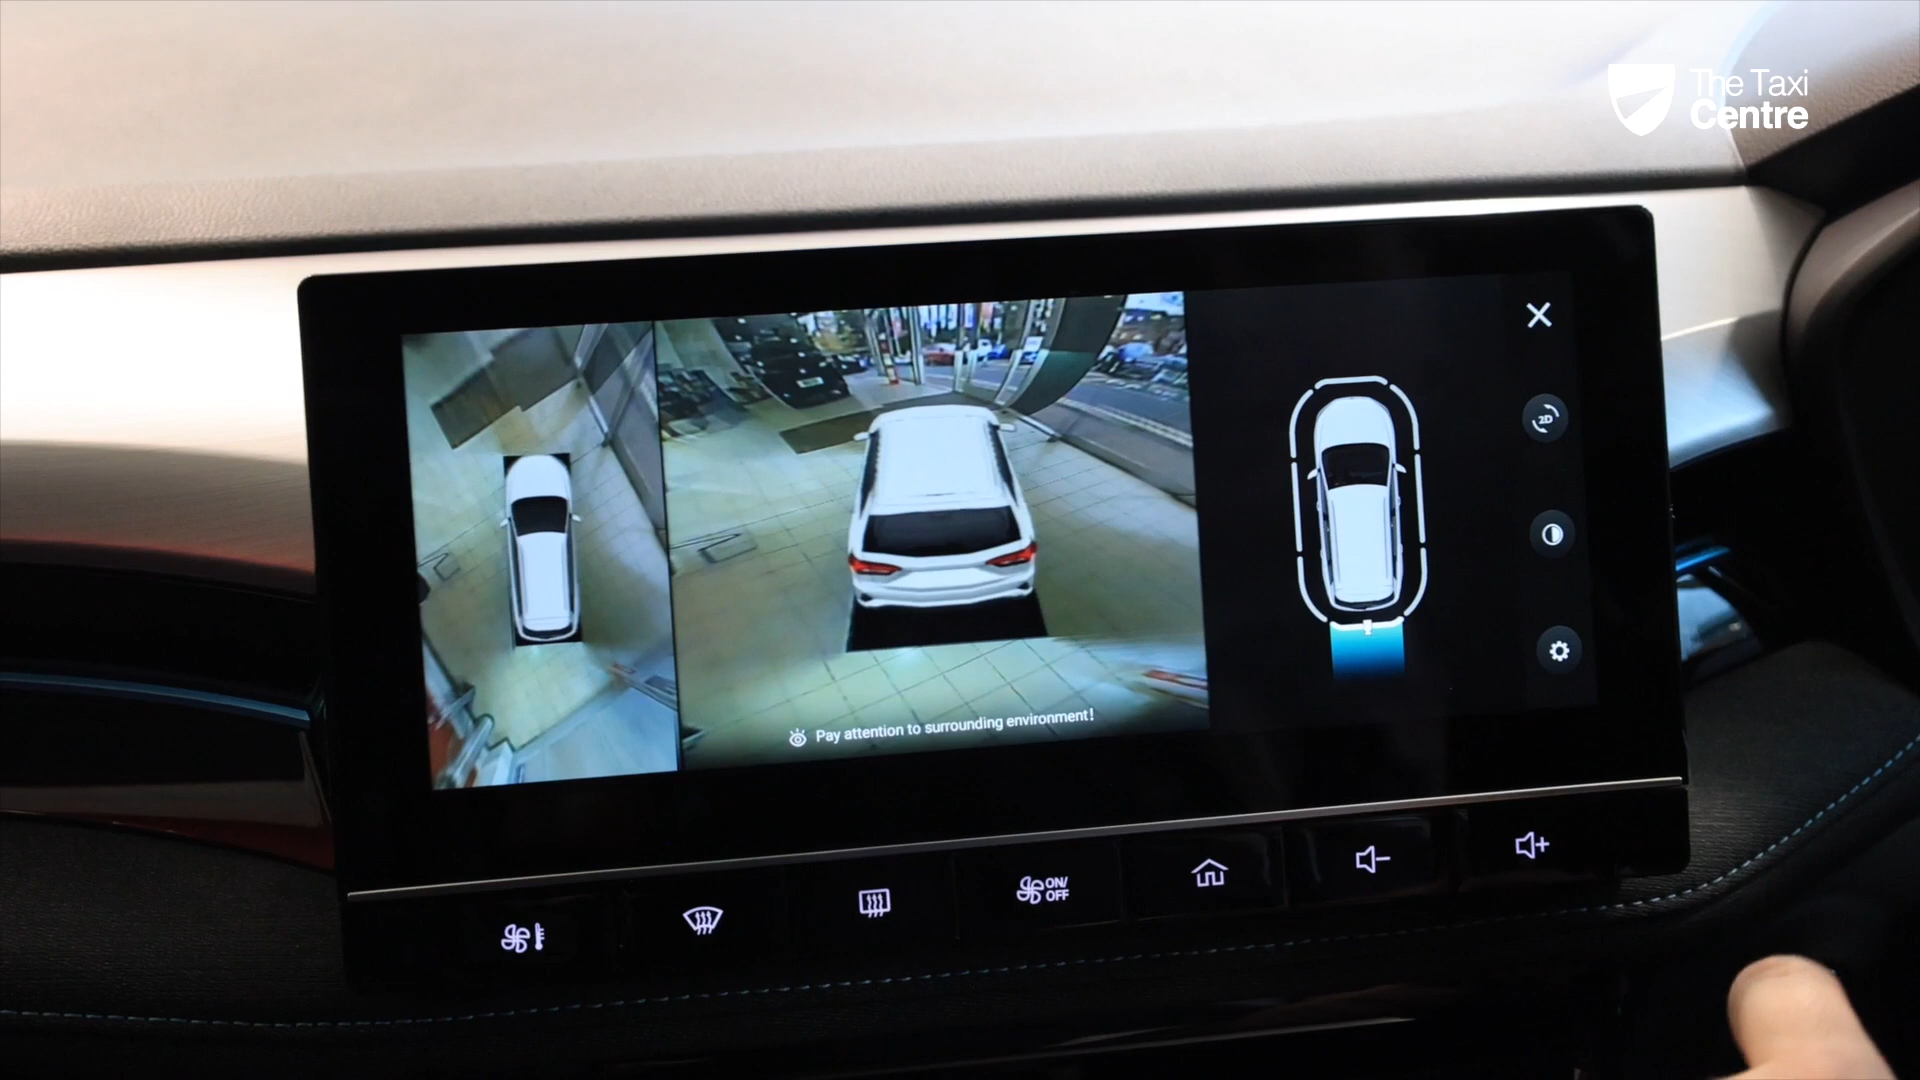 The Taxi
Centre
2D
Pay attention to surrounding environment!
ON/
OFF